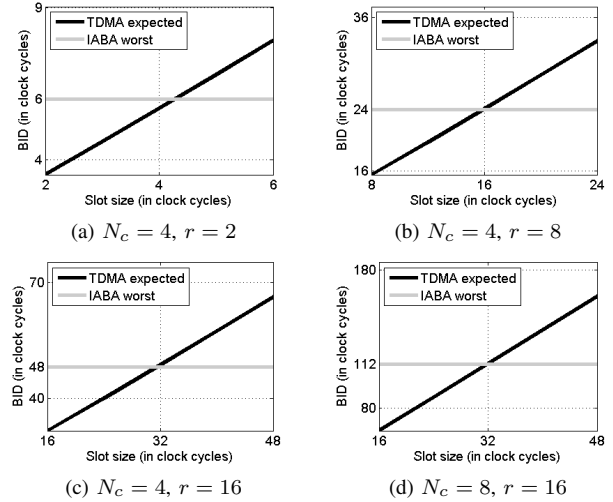 9
TDMA expected
IABA worst
BID (in clock cycles)
6
4
2
4
6
Slot size (in clock cycles)
(a) N_c = 4, r = 2
36
TDMA expected
IABA worst
BID (in clock cycles)
24
16
8
16
24
Slot size (in clock cycles)
(b) N_c = 4, r = 8
70
TDMA expected
IABA worst
BID (in clock cycles)
48
40
16
32
48
Slot size (in clock cycles)
(c) N_c = 4, r = 16
180
TDMA expected
IABA worst
BID (in clock cycles)
112
80
16
32
48
Slot size (in clock cycles)
(d) N_c = 8, r = 16